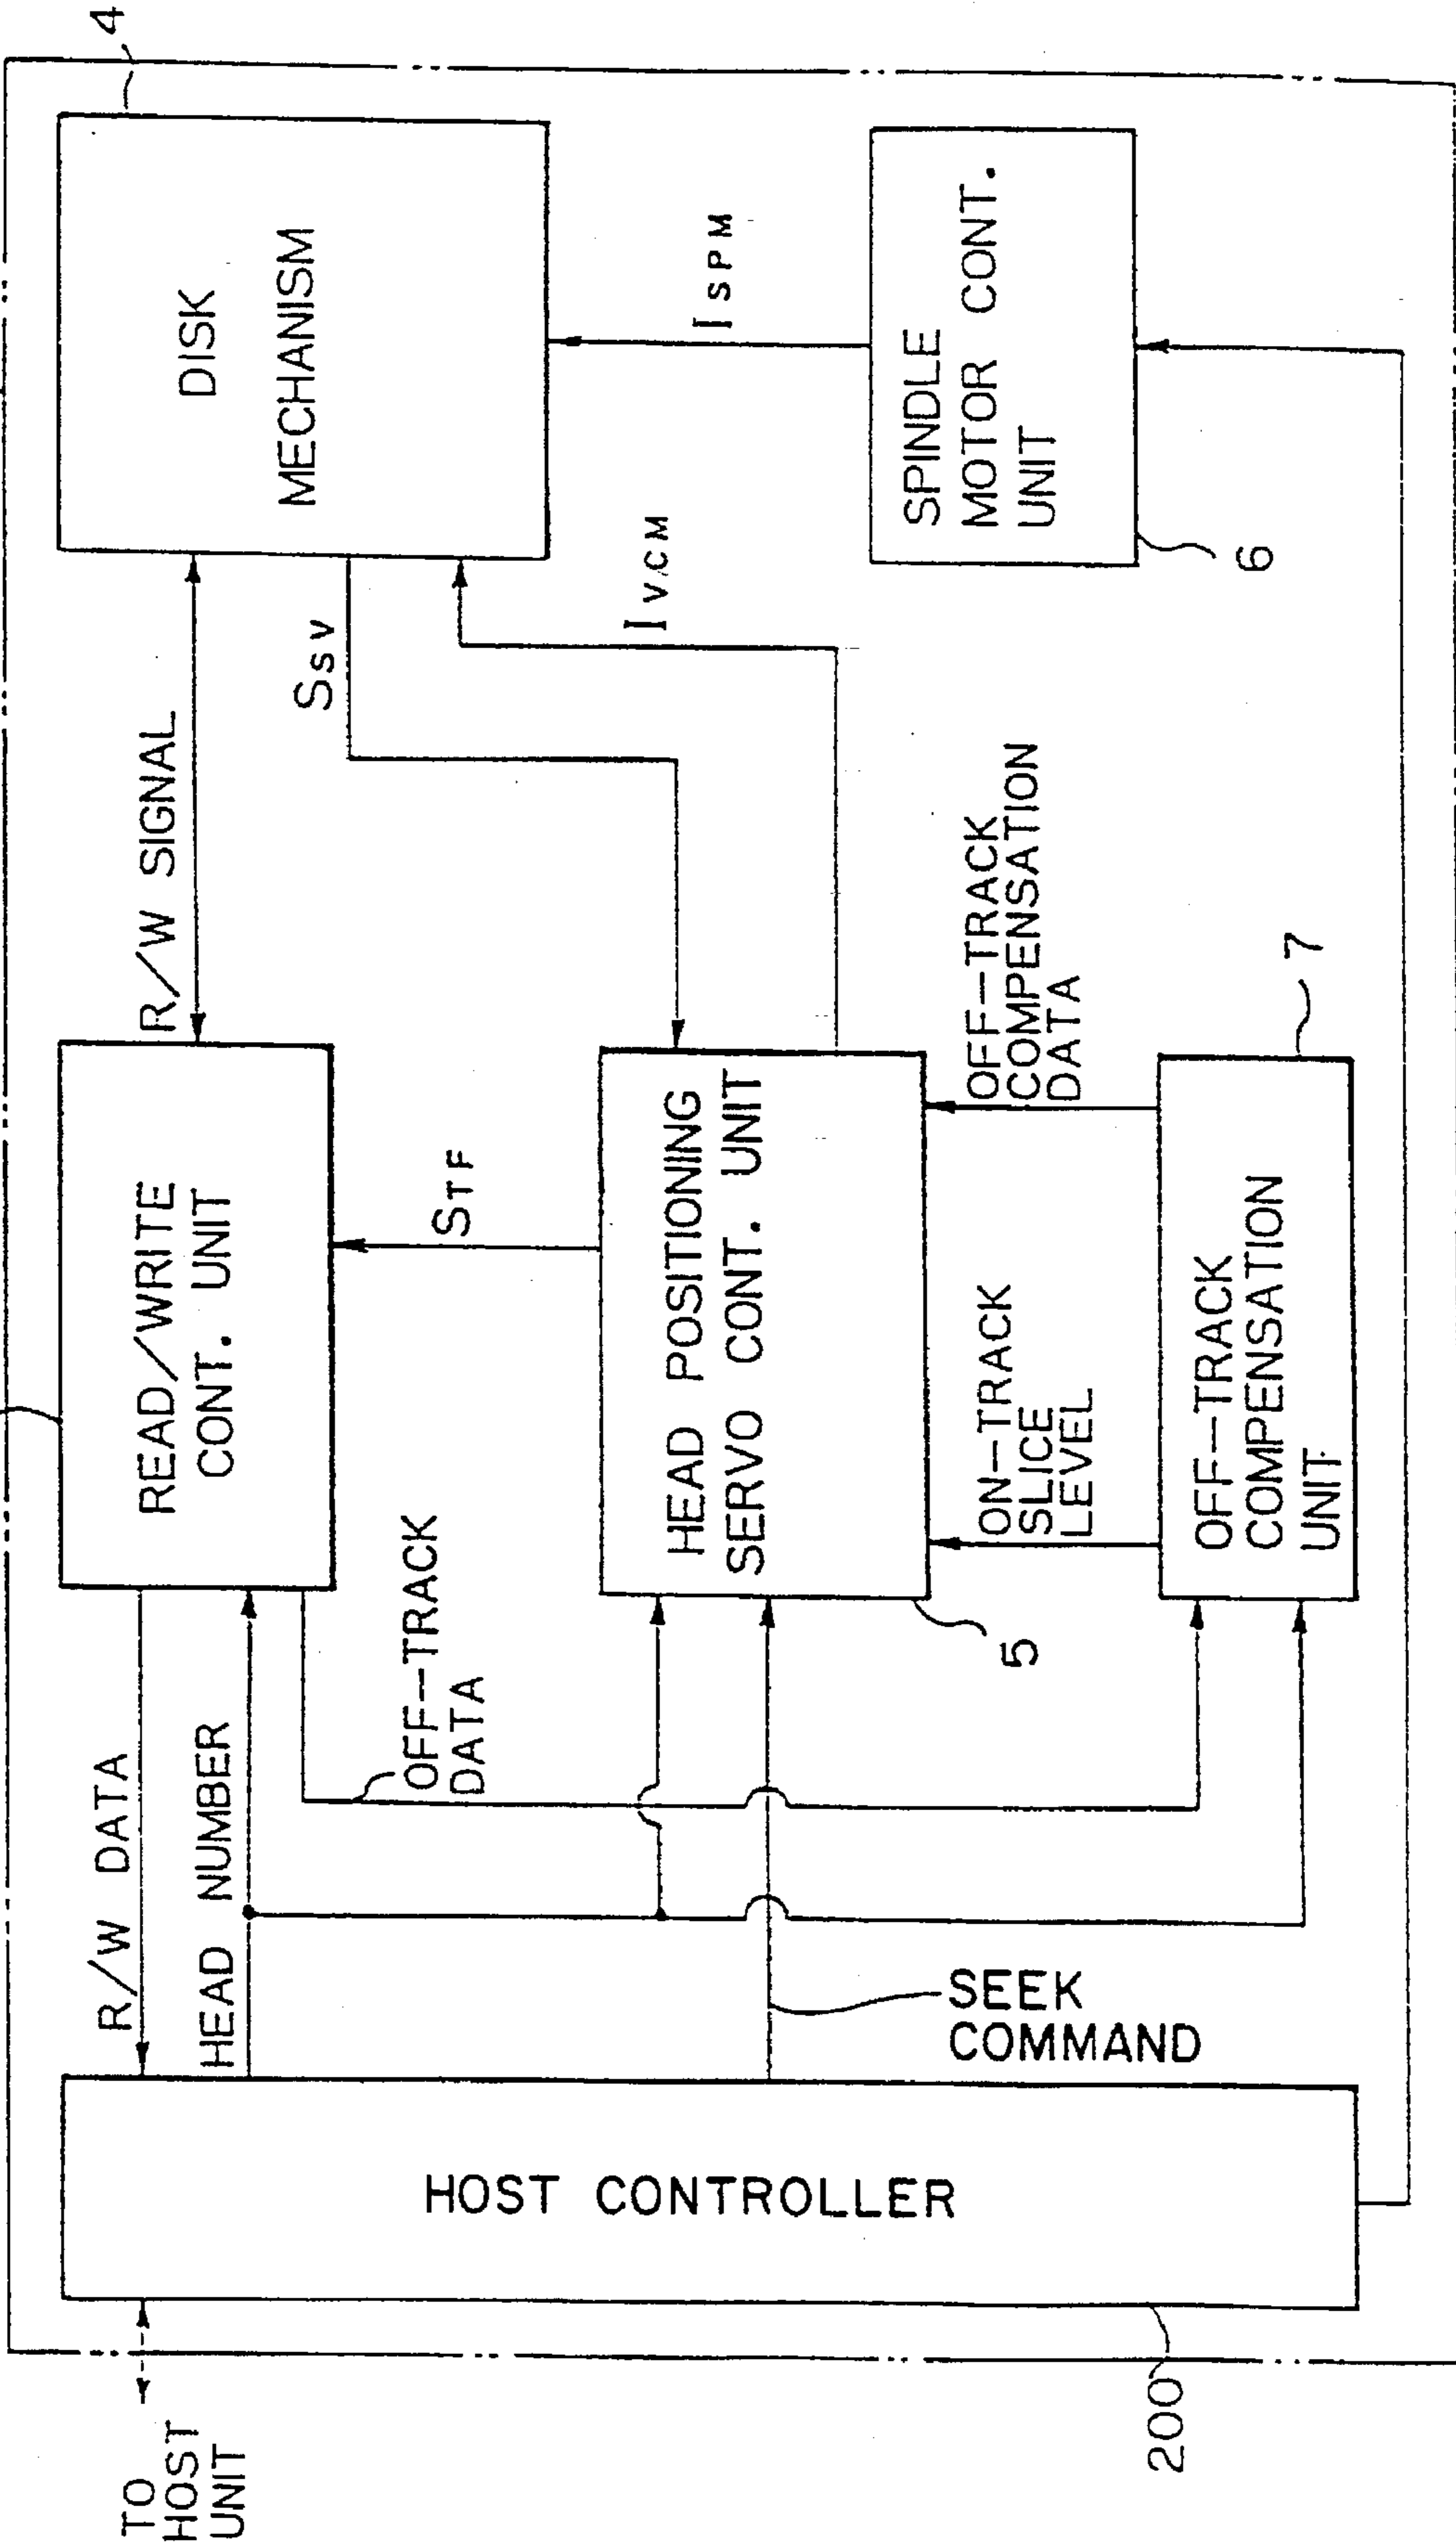 TO
HOST
UNIT
200
HOST CONTROLLER
R/W DATA
HEAD NUMBER
SEEK
COMMAND
OFF-TRACK
DATA
READ/WRITE
CONT. UNIT
STF
HEAD POSITIONING
SERVO CONT. UNIT
5
ON-TRACK
SLICE
LEVEL
OFF-TRACK
COMPENSATION
DATA
OFF-TRACK
COMPENSATION
UNIT
7
R/W SIGNAL
SSV
IVCM
DISK
MECHANISM
4
ISPM
SPINDLE
MOTOR CONT.
UNIT
6